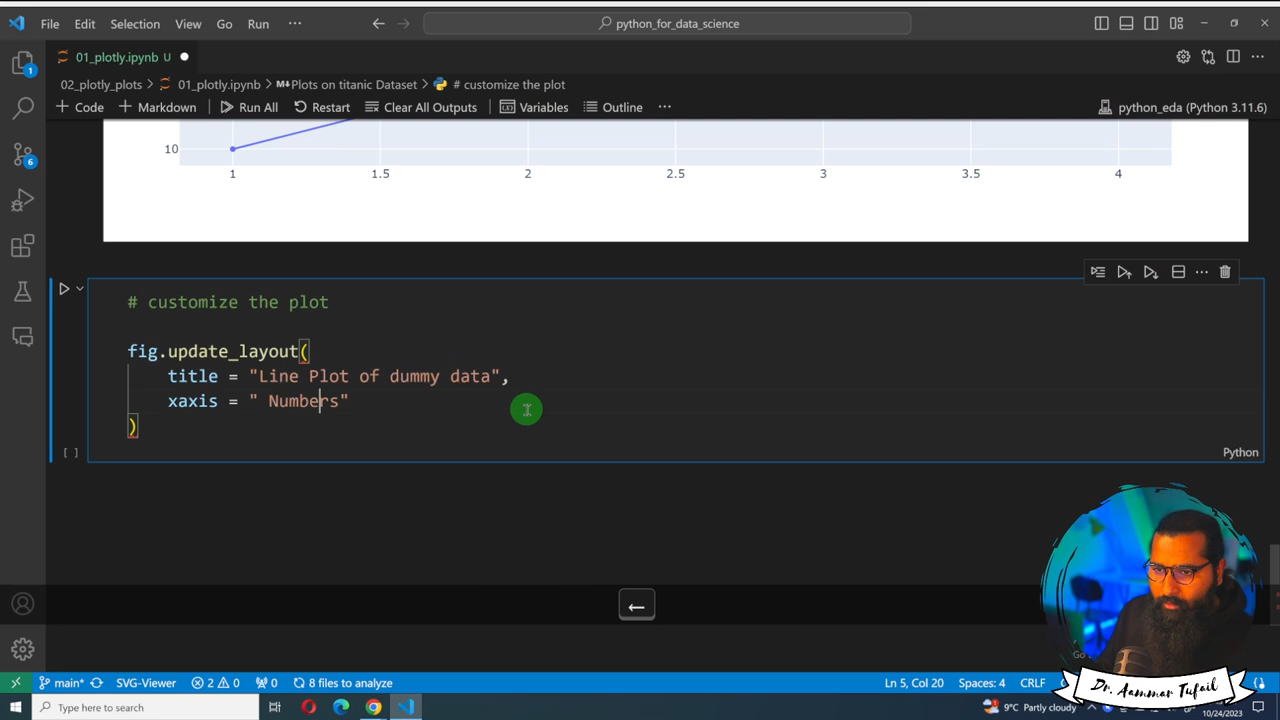 File Edit Selection View Go Run ··· python_for_data_science
01_plotly.ipynb U
02_plotly_plots > 01_plotly.ipynb > Plots on titanic Dataset > # customize the plot
Code Markdown Run All Restart Clear All Outputs Variables Outline ··· python_eda (Python 3.11.6)
10
1 1.5 2 2.5 3 3.5 4
# customize the plot
fig.update_layout(
title = "Line Plot of dummy data",
xaxis = " Numbers"
)
[ ] Python
1
6
←
main* SVG-Viewer 2 0 0 8 files to analyze Ln 5, Col 20 Spaces: 4 CRLF
Dr. Aammar Tufail
Type here to search 9°C Partly cloudy 10/24/2023